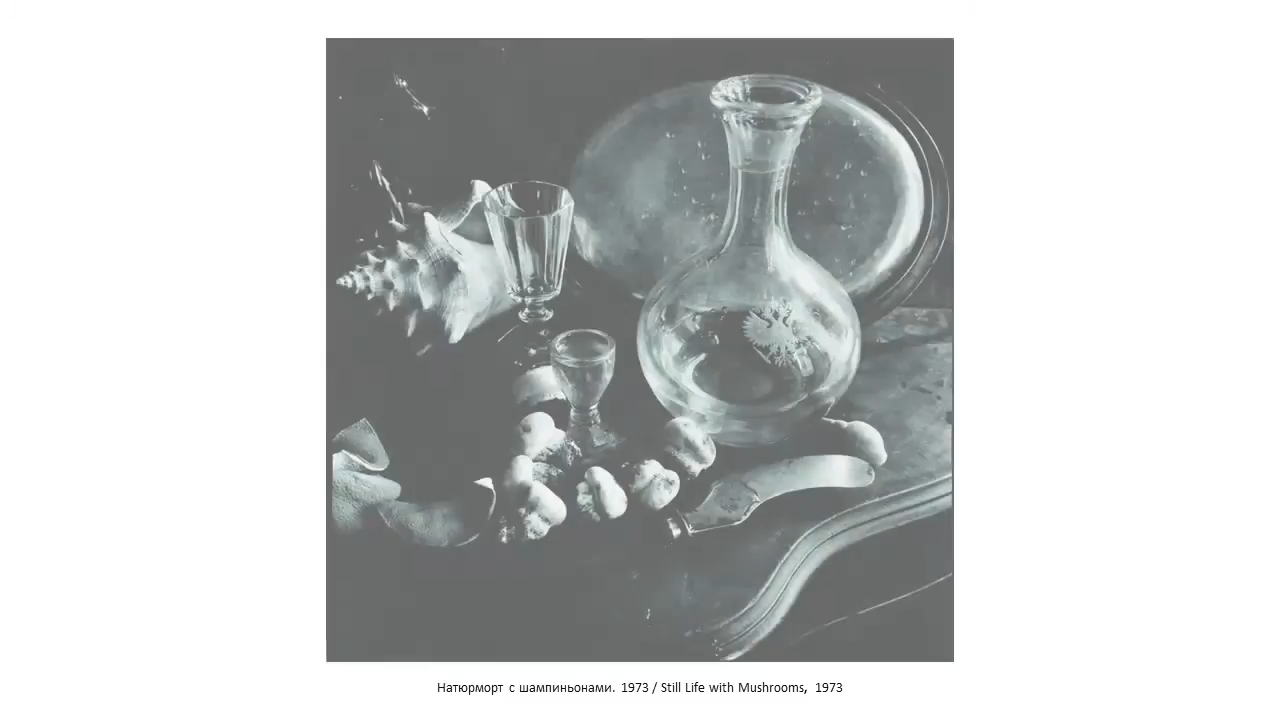 Натюрморт с шампиньонами. 1973 / Still Life with Mushrooms, 1973